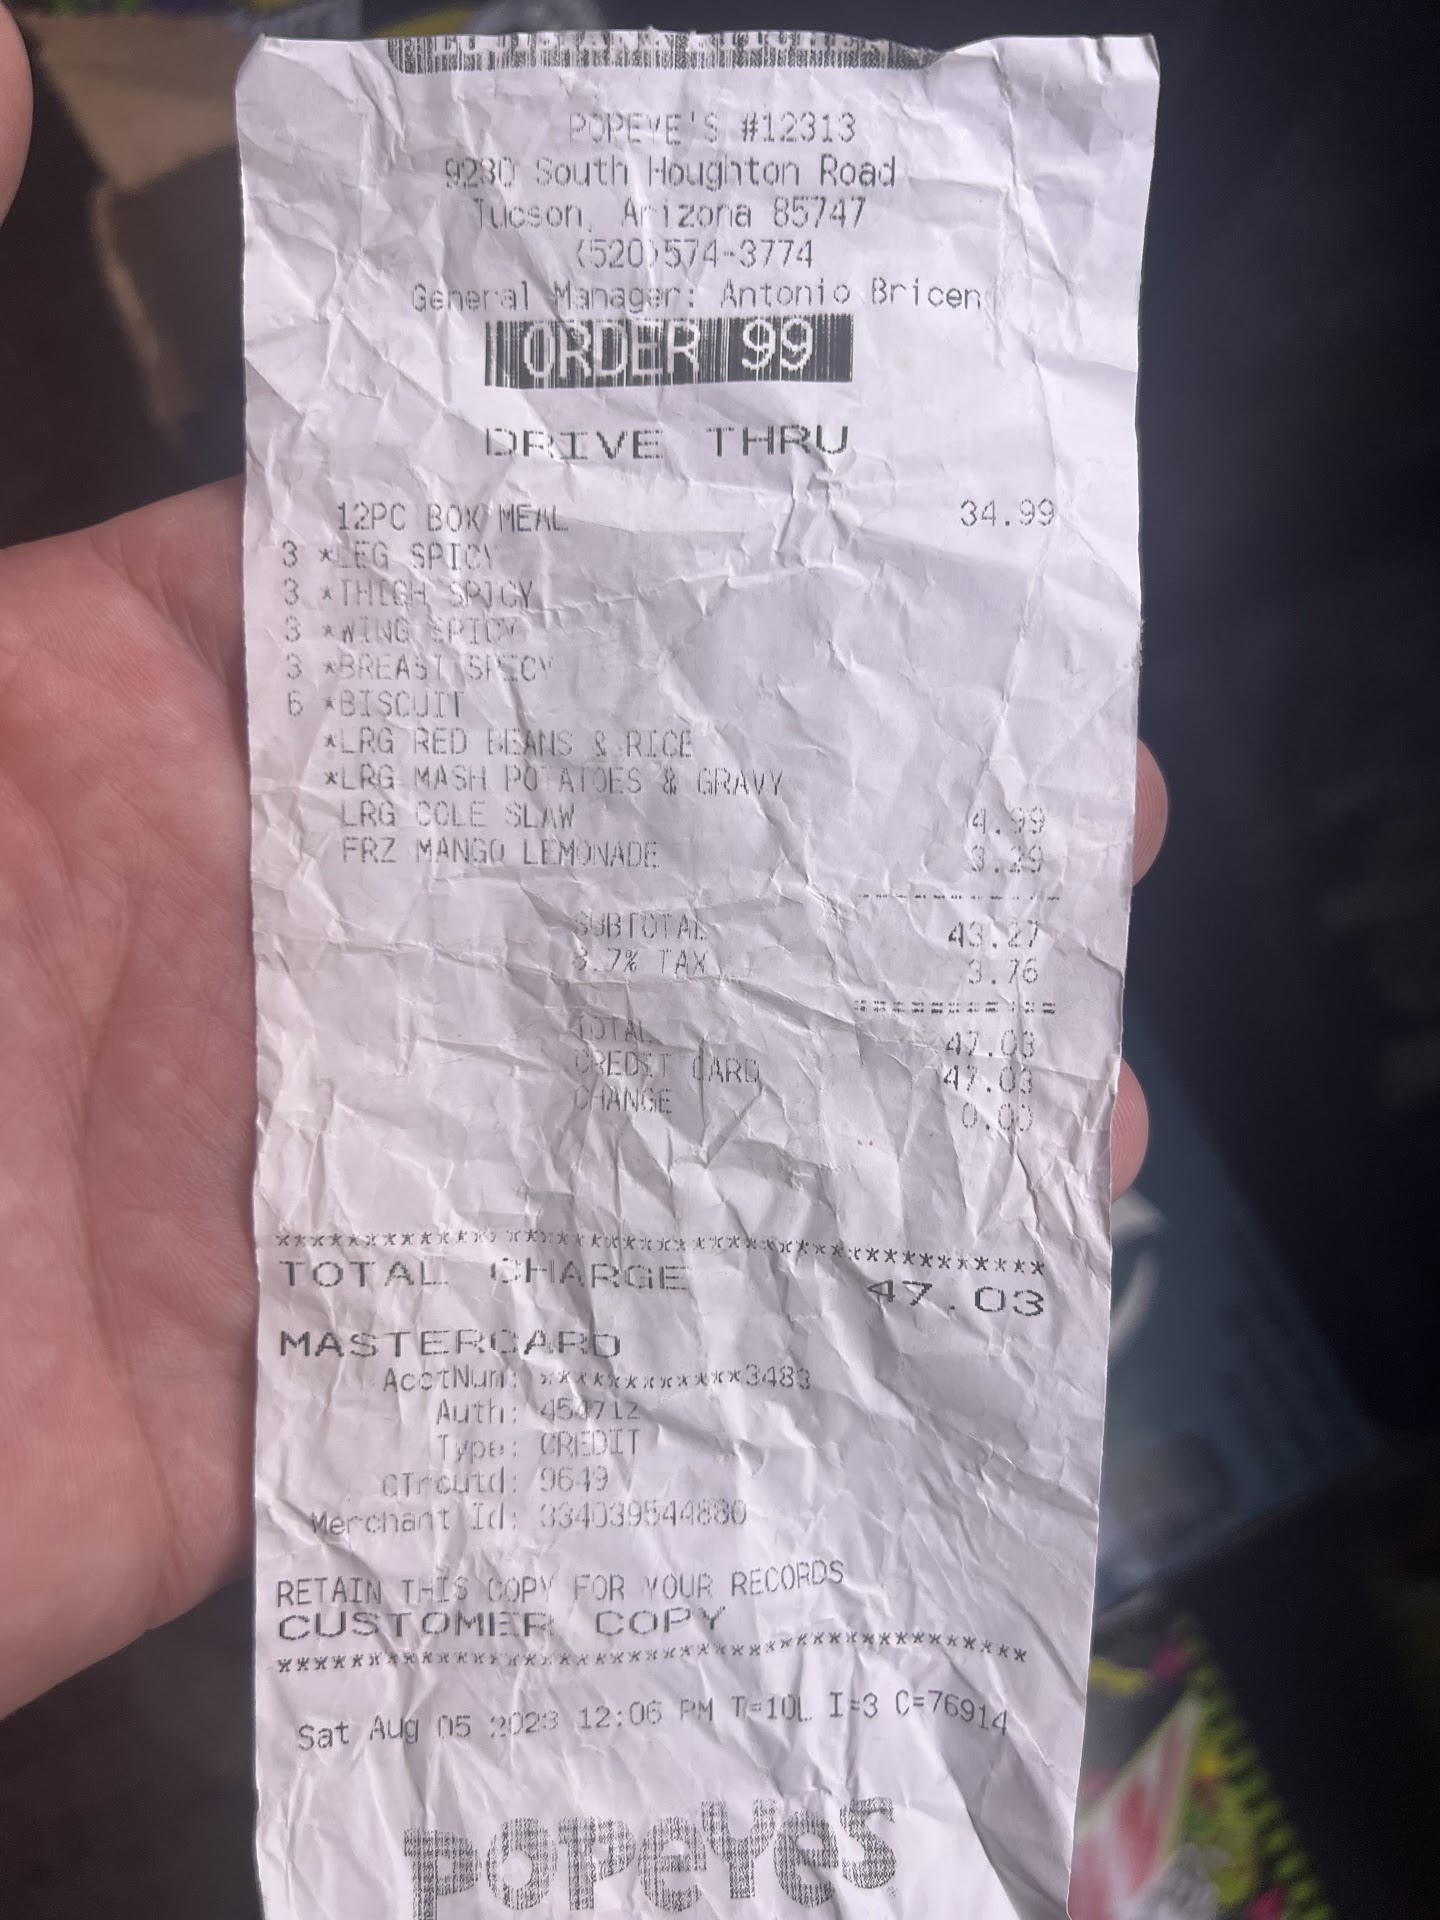 POPEYE'S #12313
9230 South Houghton Road
Tucson, Arizona 85747
(520)574-3774
General Manager: Antonio Bricen
ORDER 99
DRIVE THRU
12PC BOX MEAL 34.99
3 *LEG SPICY
3 *THIGH SPICY
3 *WING SPICY
3 *BREAST SPICY
6 *BISCUIT
*LRG RED BEANS & RICE
*LRG MASH POTATOES & GRAVY
LRG COLE SLAW 4.99
FRZ MANGO LEMONADE 3.29
SUBTOTAL 43.27
8.7% TAX 3.76
TOTAL 47.03
CREDIT CARD 47.03
CHANGE 0.00
****************************************
TOTAL CHARGE 47.03
MASTERCARD
AcctNum: ************3483
Auth: 454712
Type: CREDIT
CTroutd: 9649
Merchant Id: 334039544880
RETAIN THIS COPY FOR YOUR RECORDS
CUSTOMER COPY
****************************************
Sat Aug 05 2023 12:06 PM T=10L I=3 C=76914
POPEYES